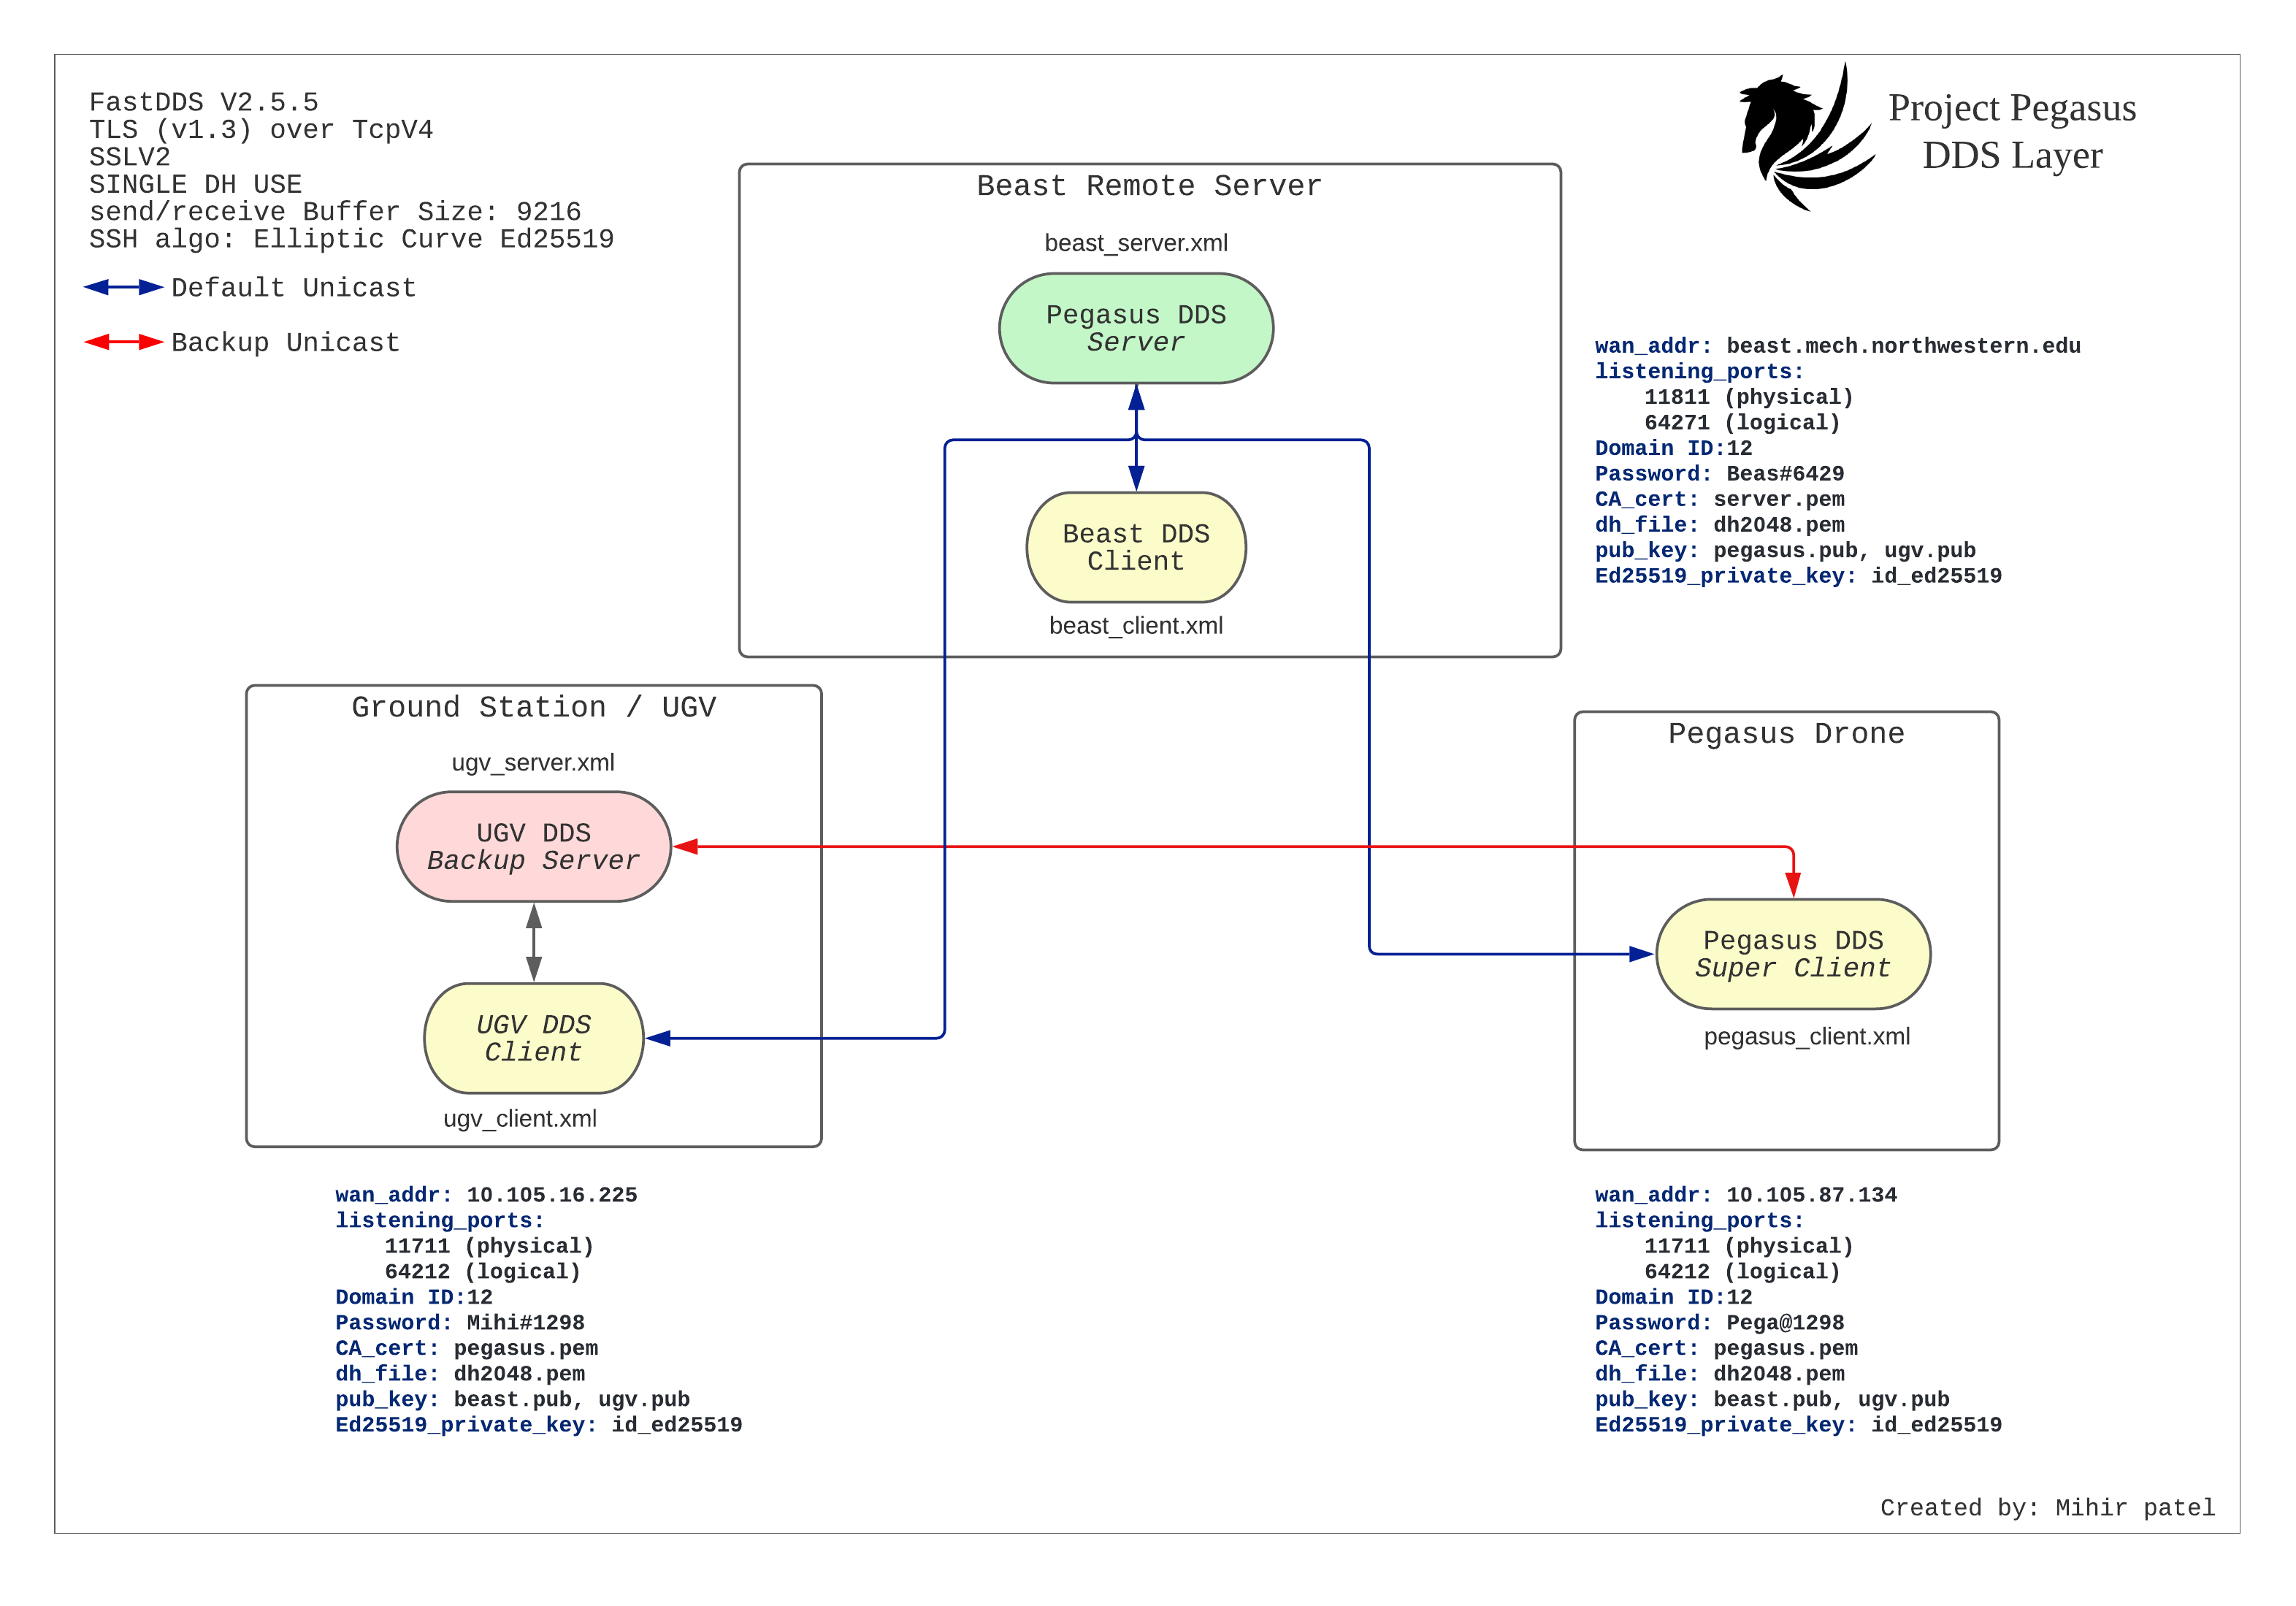 FastDDS V2.5.5
TLS (v1.3) over TcpV4
SSLV2
SINGLE DH USE
send/receive Buffer Size: 9216
SSH algo: Elliptic Curve Ed25519
Default Unicast
Backup Unicast
Project Pegasus
DDS Layer
Beast Remote Server
beast_server.xml
Pegasus DDS
Server
Beast DDS
Client
beast_client.xml
wan_addr: beast.mech.northwestern.edu
listening_ports:
11811 (physical)
64271 (logical)
Domain ID:12
Password: Beas#6429
CA_cert: server.pem
dh_file: dh2048.pem
pub_key: pegasus.pub, ugv.pub
Ed25519_private_key: id_ed25519
Ground Station / UGV
ugv_server.xml
UGV DDS
Backup Server
UGV DDS
Client
ugv_client.xml
wan_addr: 10.105.16.225
listening_ports:
11711 (physical)
64212 (logical)
Domain ID:12
Password: Mihi#1298
CA_cert: pegasus.pem
dh_file: dh2048.pem
pub_key: beast.pub, ugv.pub
Ed25519_private_key: id_ed25519
Pegasus Drone
Pegasus DDS
Super Client
pegasus_client.xml
wan_addr: 10.105.87.134
listening_ports:
11711 (physical)
64212 (logical)
Domain ID:12
Password: Pega@1298
CA_cert: pegasus.pem
dh_file: dh2048.pem
pub_key: beast.pub, ugv.pub
Ed25519_private_key: id_ed25519
Created by: Mihir patel